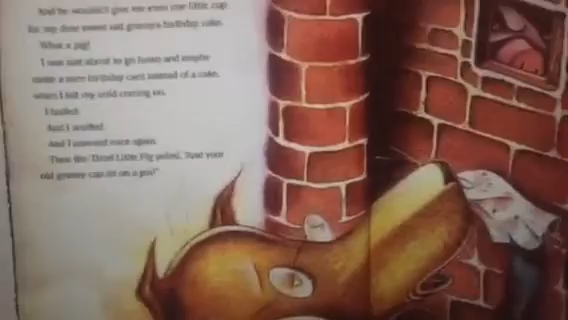 And he wouldn't give me even one little cup
for my dear sweet old granny's birthday cake.
What a pig!
I was just about to go home and maybe
make a nice birthday card instead of a cake,
when I felt my cold coming on.
I huffed.
And I snuffed.
And I sneezed once again.
Then the Third Little Pig yelled, "And your
old granny can sit on a pin!"